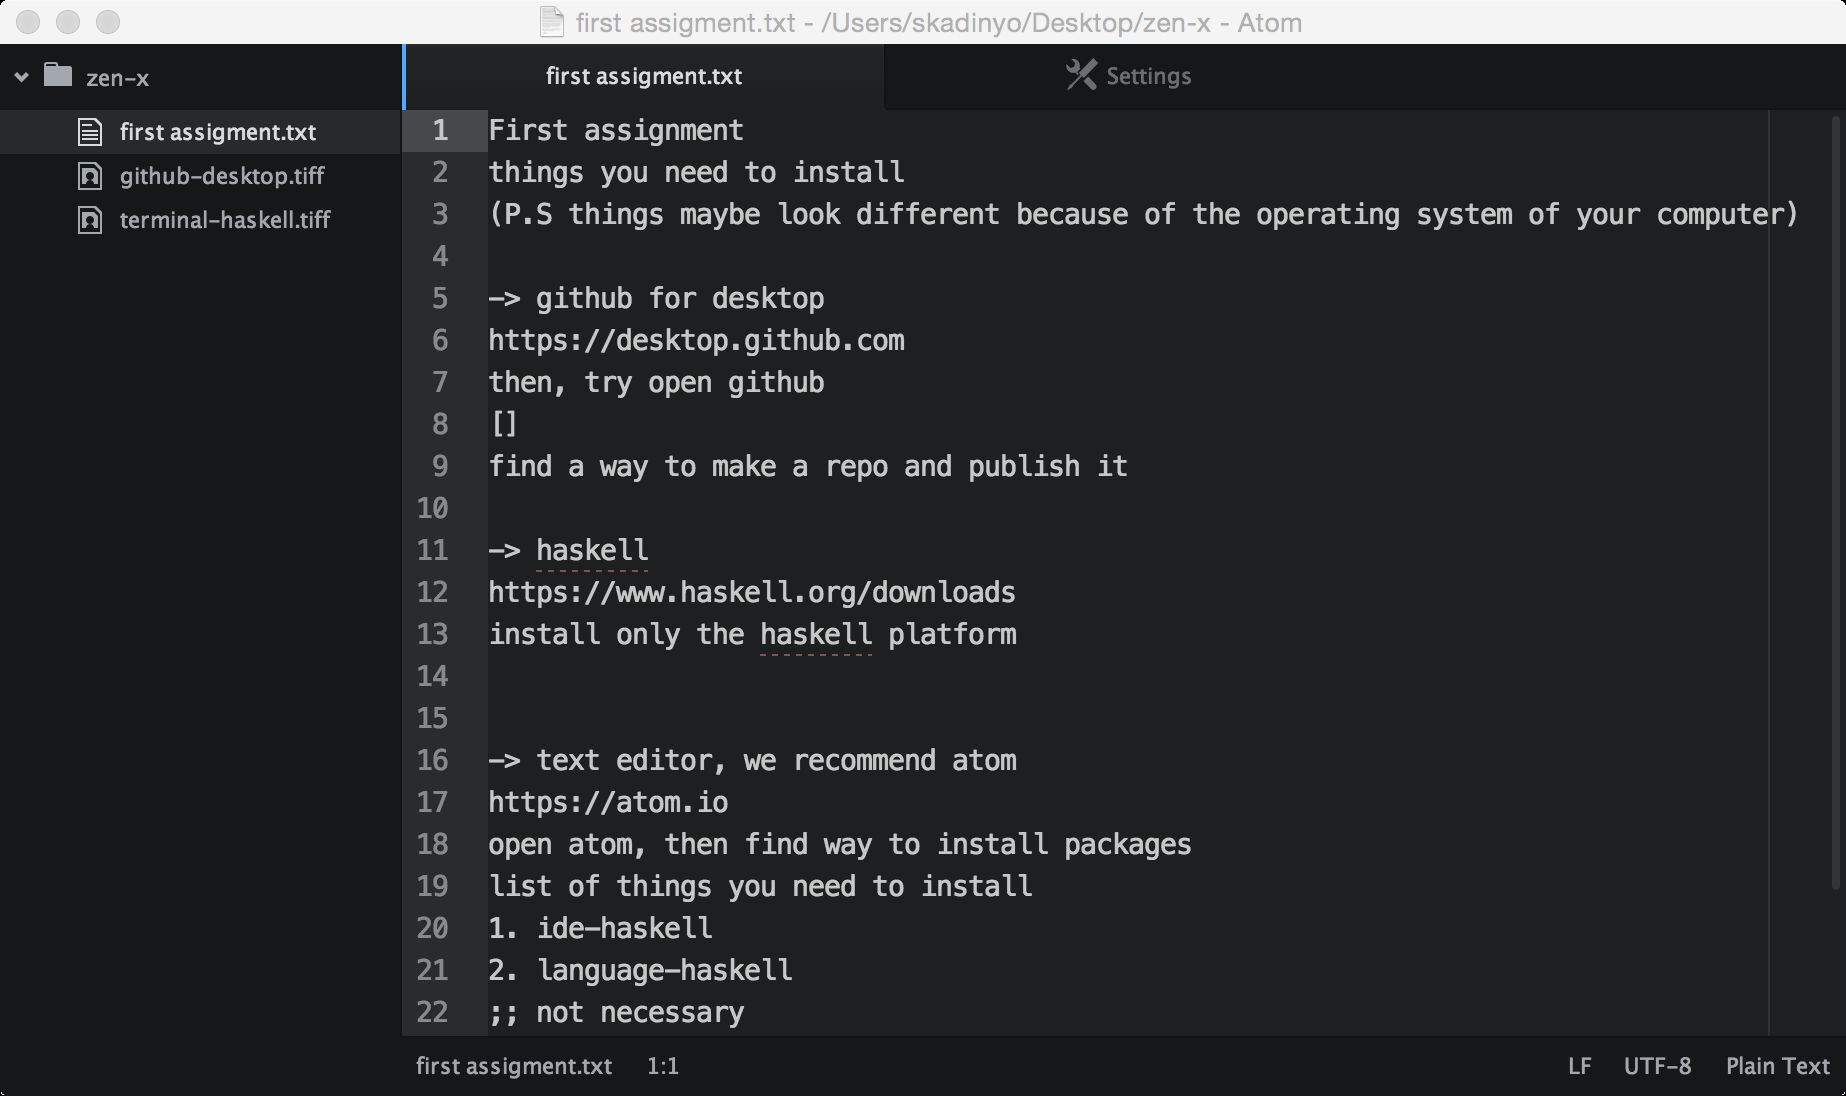 first assigment.txt - /Users/skadinyo/Desktop/zen-x - Atom
zen-x
first assigment.txt
github-desktop.tiff
terminal-haskell.tiff
first assigment.txt
Settings
1 First assignment
2 things you need to install
3 (P.S things maybe look different because of the operating system of your computer)
4
5 —> github for desktop
6 https://desktop.github.com
7 then, try open github
8 []
9 find a way to make a repo and publish it
10
11 —> haskell
12 https://www.haskell.org/downloads
13 install only the haskell platform
14
15
16 —> text editor, we recommend atom
17 https://atom.io
18 open atom, then find way to install packages
19 list of things you need to install
20 1. ide-haskell
21 2. language-haskell
22 ;; not necessary
first assigment.txt 1:1 LF UTF-8 Plain Text